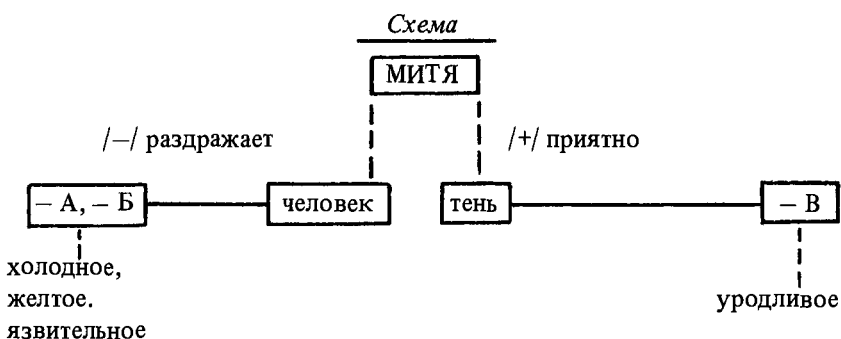 Схема
МИТЯ
/—/ раздражает
/+/ приятно
— А, — Б
человек
тень
— В
холодное,
желтое.
язвительное
уродливое